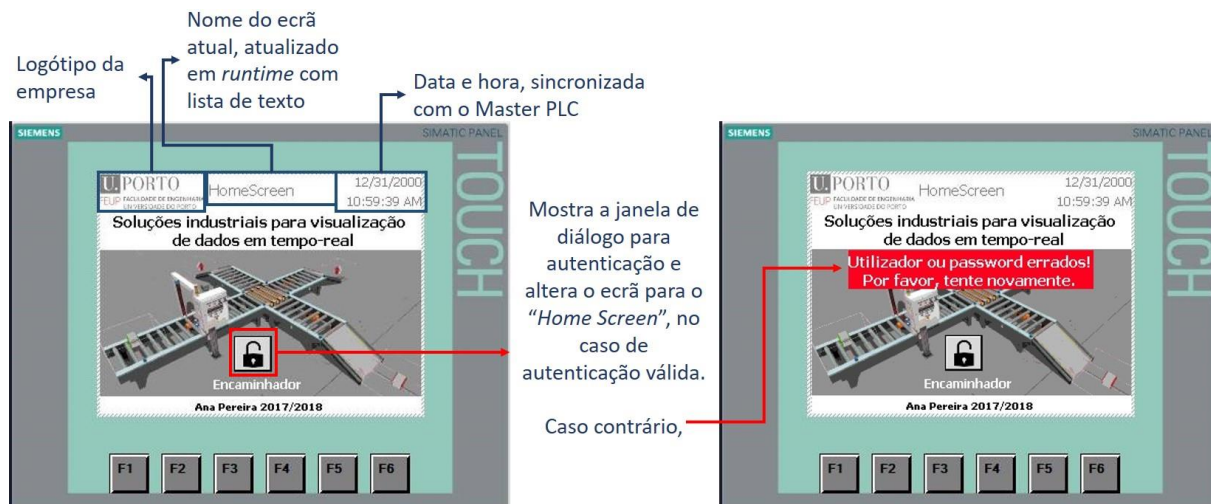 Logótipo da
empresa
Nome do ecrã
atual, atualizado
em runtime com
lista de texto
Data e hora, sincronizada
com o Master PLC
SIEMENS
SIMATIC PANEL
TOUCH
U.PORTO
FEUP FACULDADE DE ENGENHARIA
UNIVERSIDADE DO PORTO
HomeScreen
12/31/2000
10:59:39 AM
Soluções industriais para visualização
de dados em tempo-real
Encaminhador
Ana Pereira 2017/2018
F1 F2 F3 F4 F5 F6
Mostra a janela de
diálogo para
autenticação e
altera o ecrã para o
“Home Screen”, no
caso de
autenticação válida.
Caso contrário,
SIEMENS
SIMATIC PANEL
TOUCH
U.PORTO
FEUP FACULDADE DE ENGENHARIA
UNIVERSIDADE DO PORTO
HomeScreen
12/31/2000
10:59:39 AM
Soluções industriais para visualização
de dados em tempo-real
Utilizador ou password errados!
Por favor, tente novamente.
Encaminhador
Ana Pereira 2017/2018
F1 F2 F3 F4 F5 F6